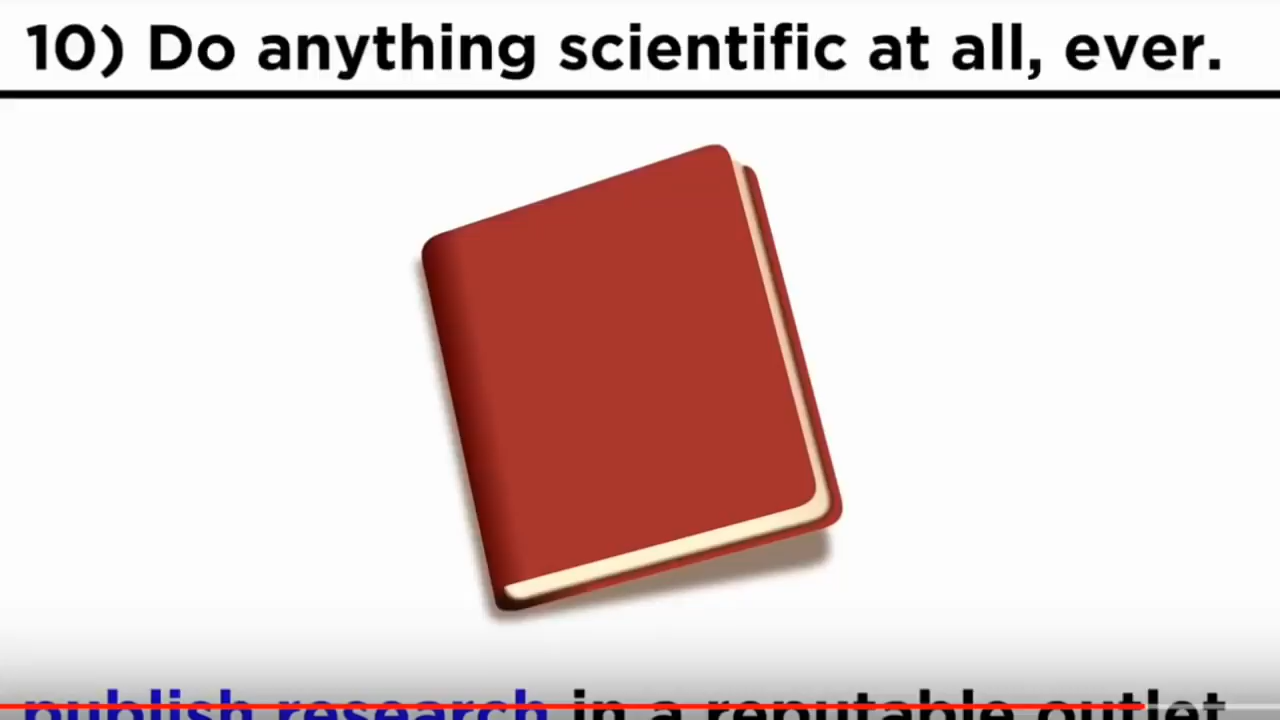 10) Do anything scientific at all, ever.
publish research in a reputable outlet